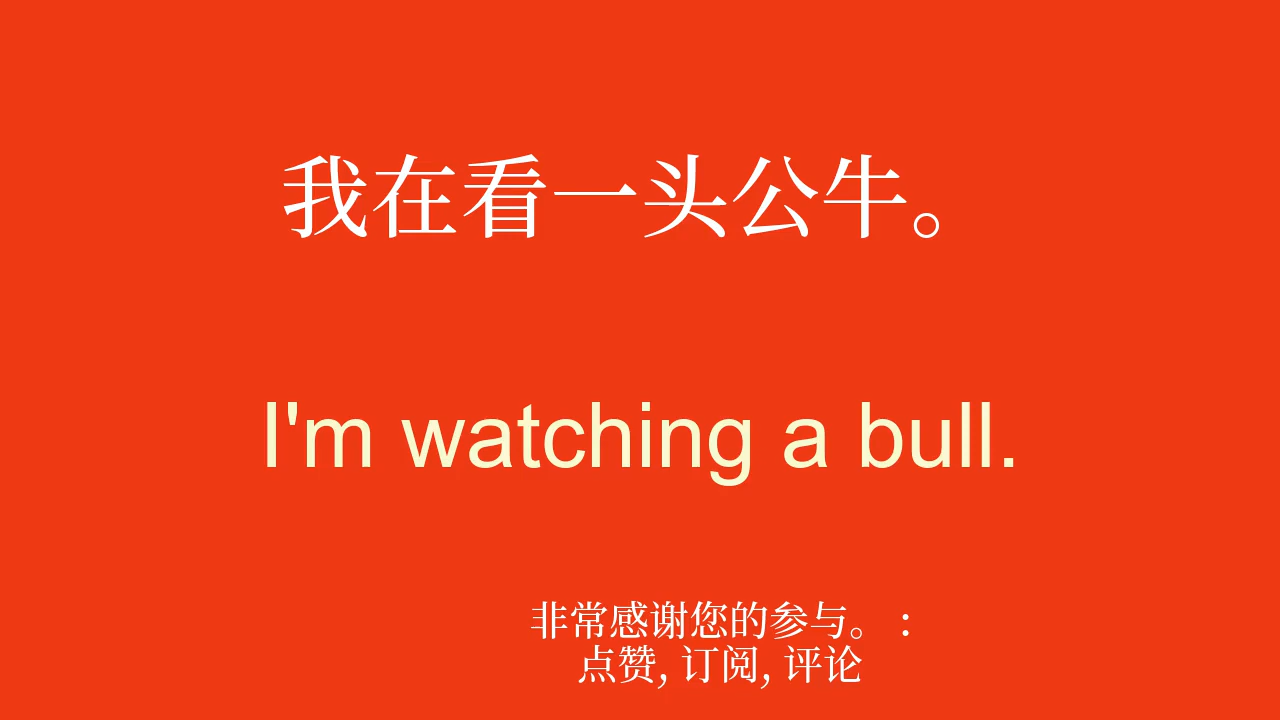 我在看一头公牛。
I'm watching a bull.
非常感谢您的参与。 :
点赞, 订阅, 评论